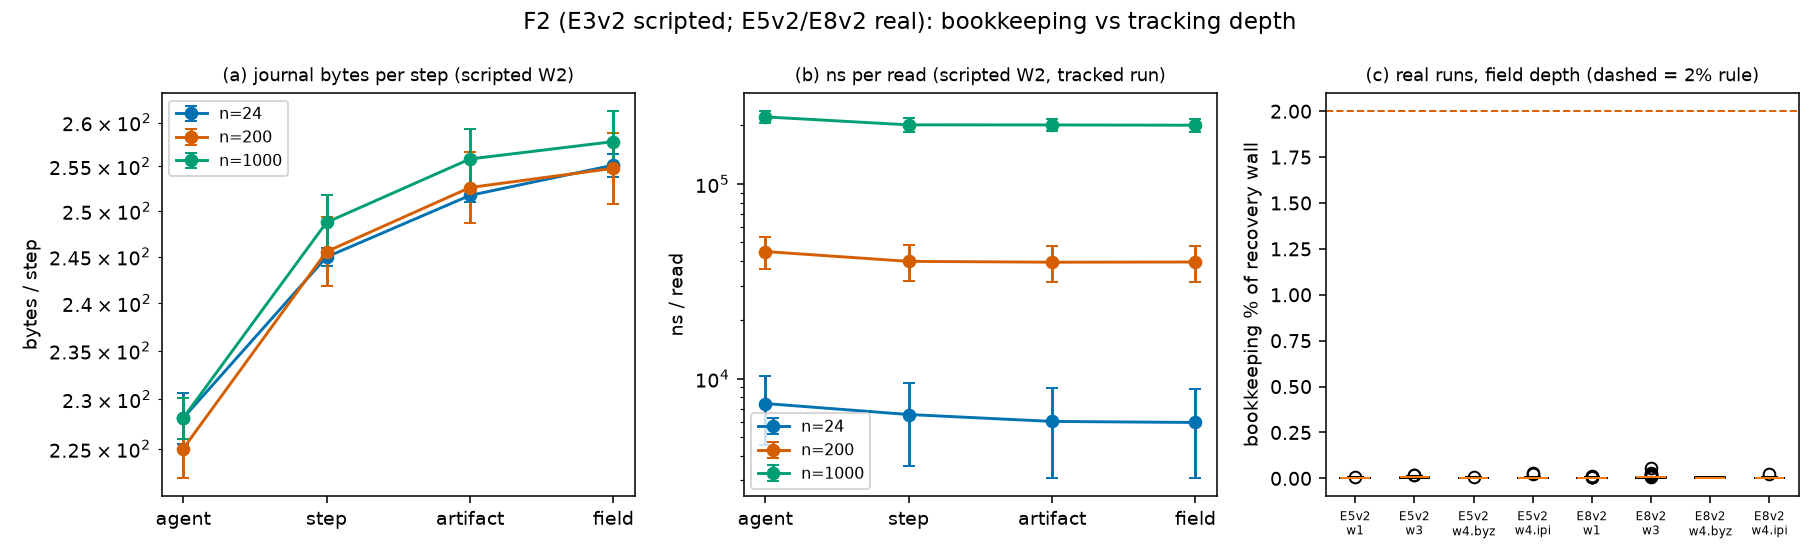 F2 (E3v2 scripted; E5v2/E8v2 real): bookkeeping vs tracking depth
(a) journal bytes per step (scripted W2)
bytes / step
2.6 × 10²
2.55 × 10²
2.5 × 10²
2.45 × 10²
2.4 × 10²
2.35 × 10²
2.3 × 10²
2.25 × 10²
n=24
n=200
n=1000
agent step artifact field
(b) ns per read (scripted W2, tracked run)
ns / read
10⁵
10⁴
n=24
n=200
n=1000
agent step artifact field
(c) real runs, field depth (dashed = 2% rule)
bookkeeping % of recovery wall
2.00
1.75
1.50
1.25
1.00
0.75
0.50
0.25
0.00
E5v2 E5v2 E5v2 E5v2 E8v2 E8v2 E8v2 E8v2
w1 w3 w4.byz w4.ipi w1 w3 w4.byz w4.ipi